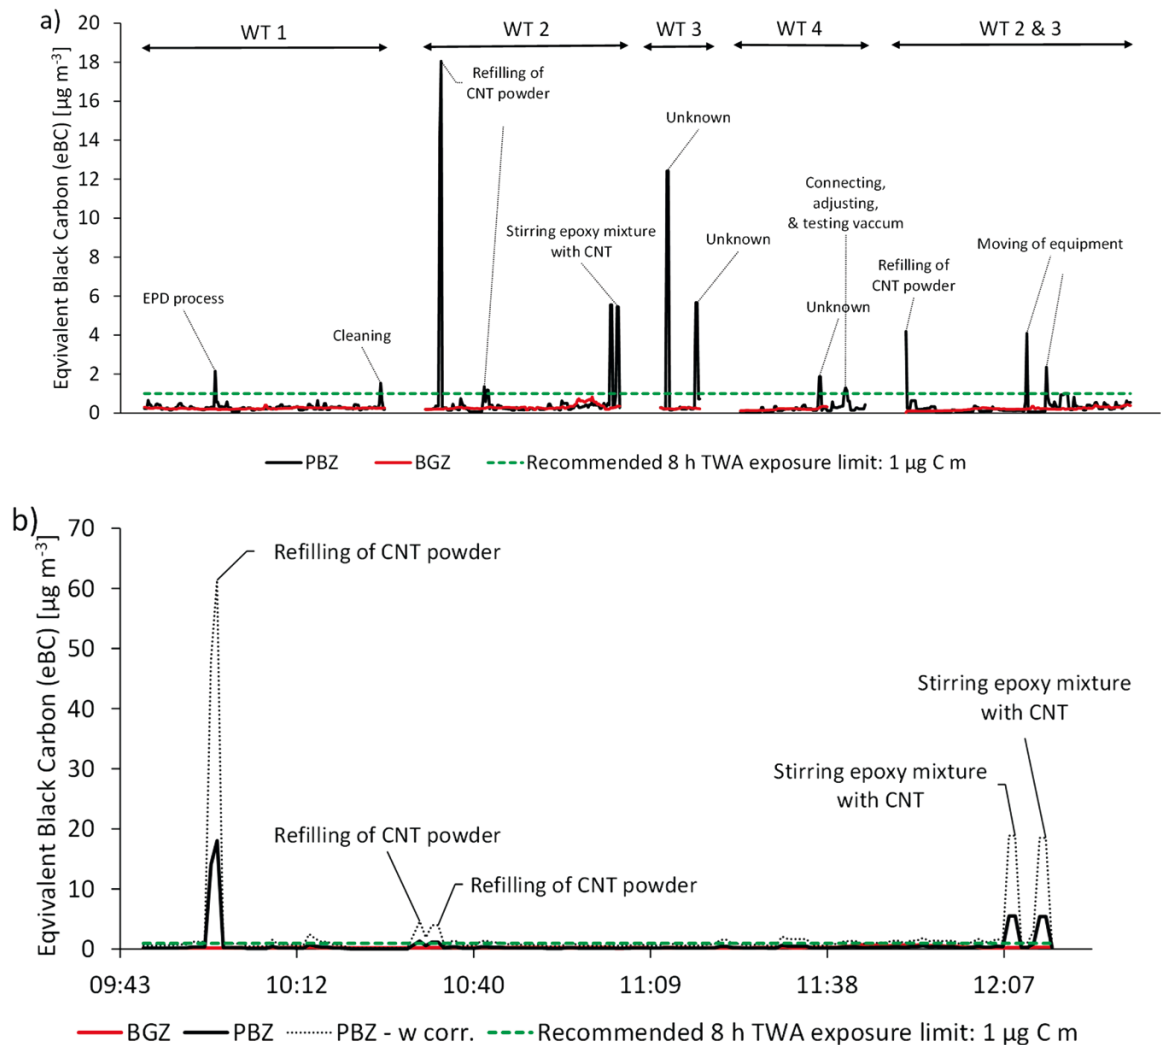 a)
Eqvivalent Black Carbon (eBC) [µg m⁻³]
20
18
16
14
12
10
8
6
4
2
0
WT 1
WT 2
WT 3
WT 4
WT 2 & 3
EPD process
Cleaning
Refilling of
CNT powder
Stirring epoxy mixture
with CNT
Unknown
Unknown
Connecting,
adjusting,
& testing vaccum
Unknown
Refilling of
CNT powder
Moving of equipment
PBZ BGZ Recommended 8 h TWA exposure limit: 1 µg C m
b)
Eqvivalent Black Carbon (eBC) [µg m⁻³]
70
60
50
40
30
20
10
0
Refilling of CNT powder
Refilling of CNT powder
Refilling of CNT powder
Stirring epoxy mixture
with CNT
Stirring epoxy mixture
with CNT
09:43 10:12 10:40 11:09 11:38 12:07
BGZ PBZ PBZ - w corr. Recommended 8 h TWA exposure limit: 1 µg C m